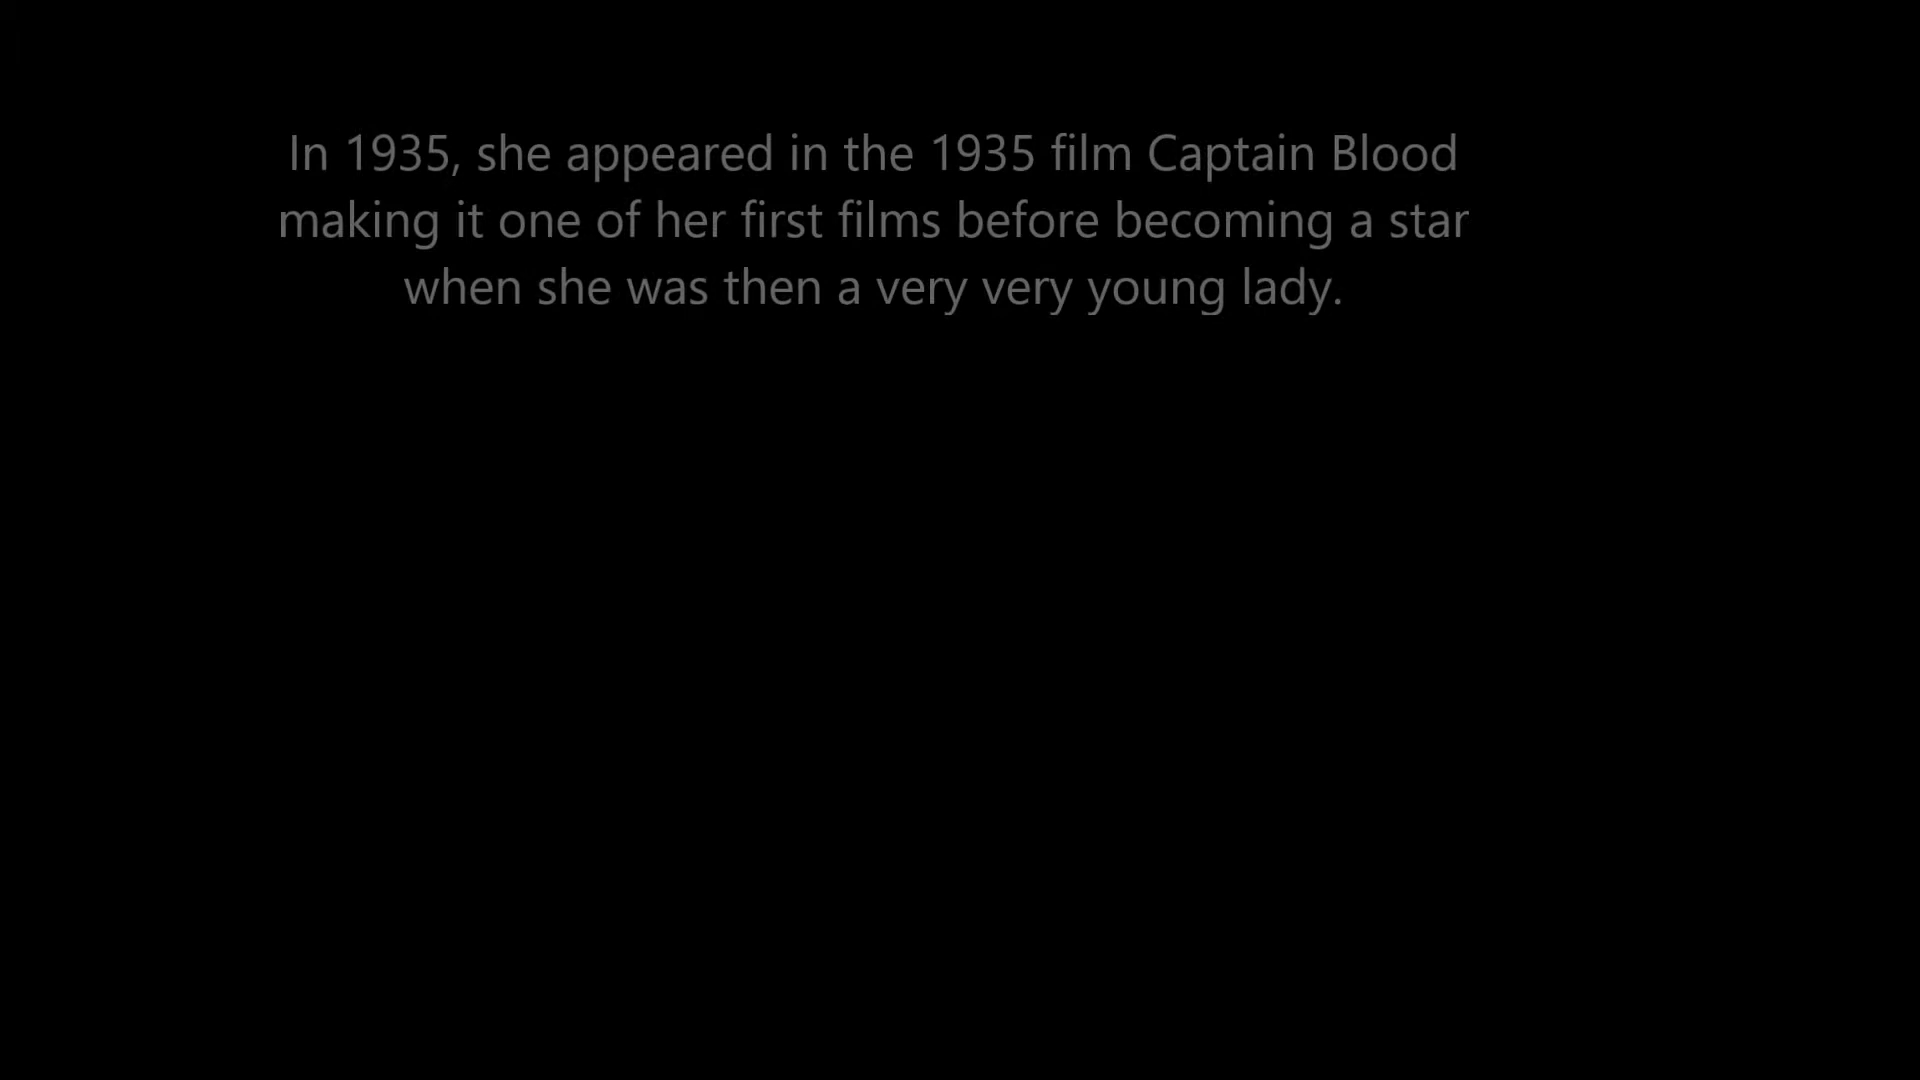 In 1935, she appeared in the 1935 film Captain Blood
making it one of her first films before becoming a star
when she was then a very very young lady.